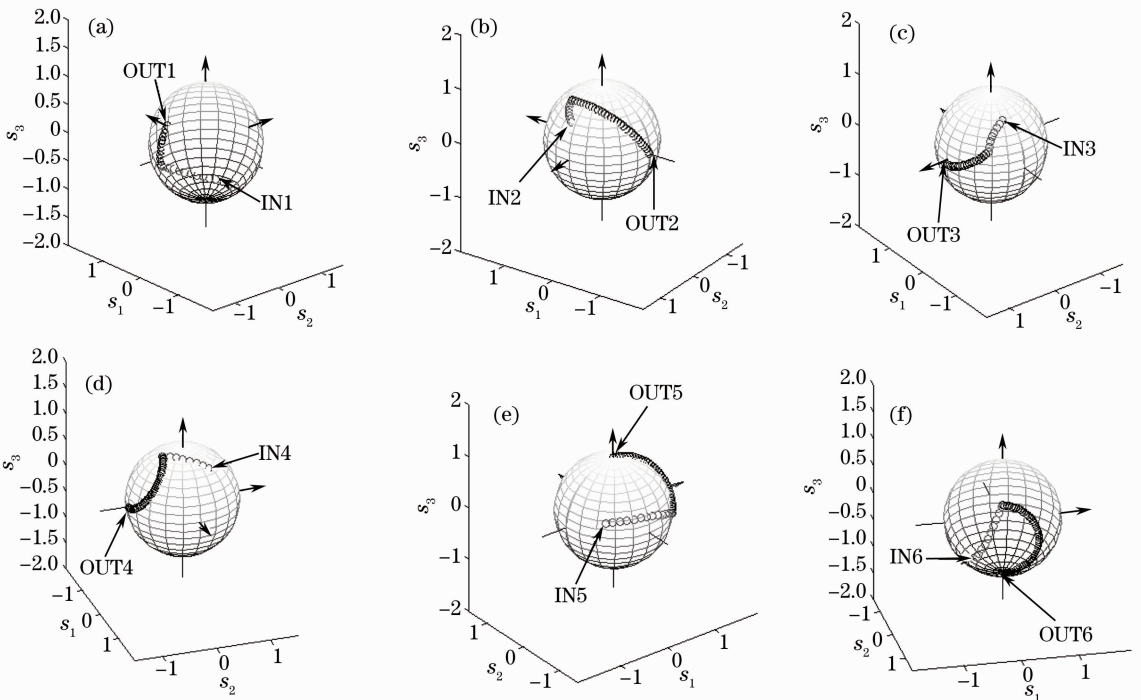 (a)
2.0
1.5
1.0
0.5
0
−0.5
−1.0
−1.5
−2.0
s3
OUT1
IN1
1
0
−1
s1
−1
0
1
s2
(b)
2
1
0
−1
−2
s3
IN2
OUT2
1
0
−1
s1
1
0
−1
s2
(c)
2
1
0
−1
−2
s3
IN3
OUT3
1
0
−1
s1
1
0
−1
s2
(d)
2.0
1.5
1.0
0.5
0
−0.5
−1.0
−1.5
−2.0
s3
IN4
OUT4
−1
0
1
s1
−1
0
1
s2
(e)
2
1
0
−1
−2
s3
OUT5
IN5
1
0
−1
s2
−1
0
1
s1
(f)
2.0
1.5
1.0
0.5
0
−0.5
−1.0
−1.5
−2.0
s3
IN6
OUT6
−1
0
1
s2
−1
0
1
s1